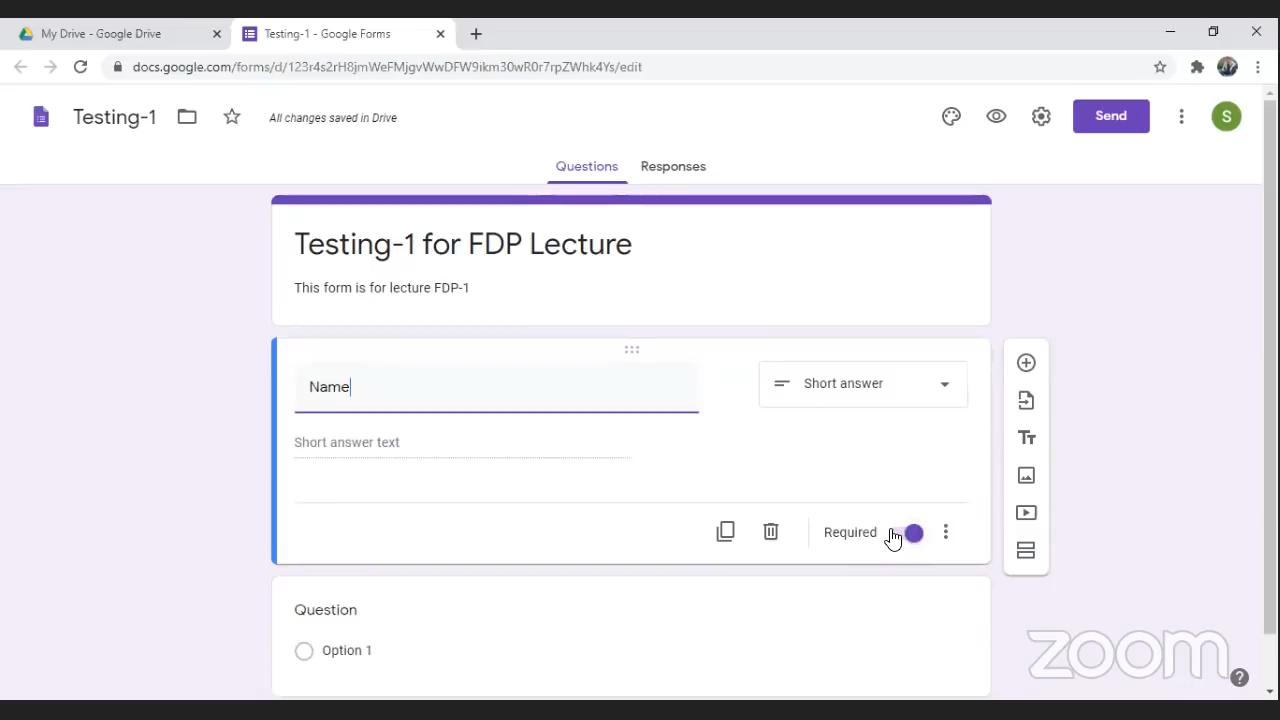 My Drive - Google Drive
Testing-1 - Google Forms
docs.google.com/forms/d/123r4s2rH8jmWeFMjgvWwDFW9ikm30wR0r7rpZWhk4Ys/edit
Testing-1
All changes saved in Drive
Send
S
Questions
Responses
Testing-1 for FDP Lecture
This form is for lecture FDP-1
Name
Short answer
Short answer text
Tт
Required
Question
Option 1
zoom
?